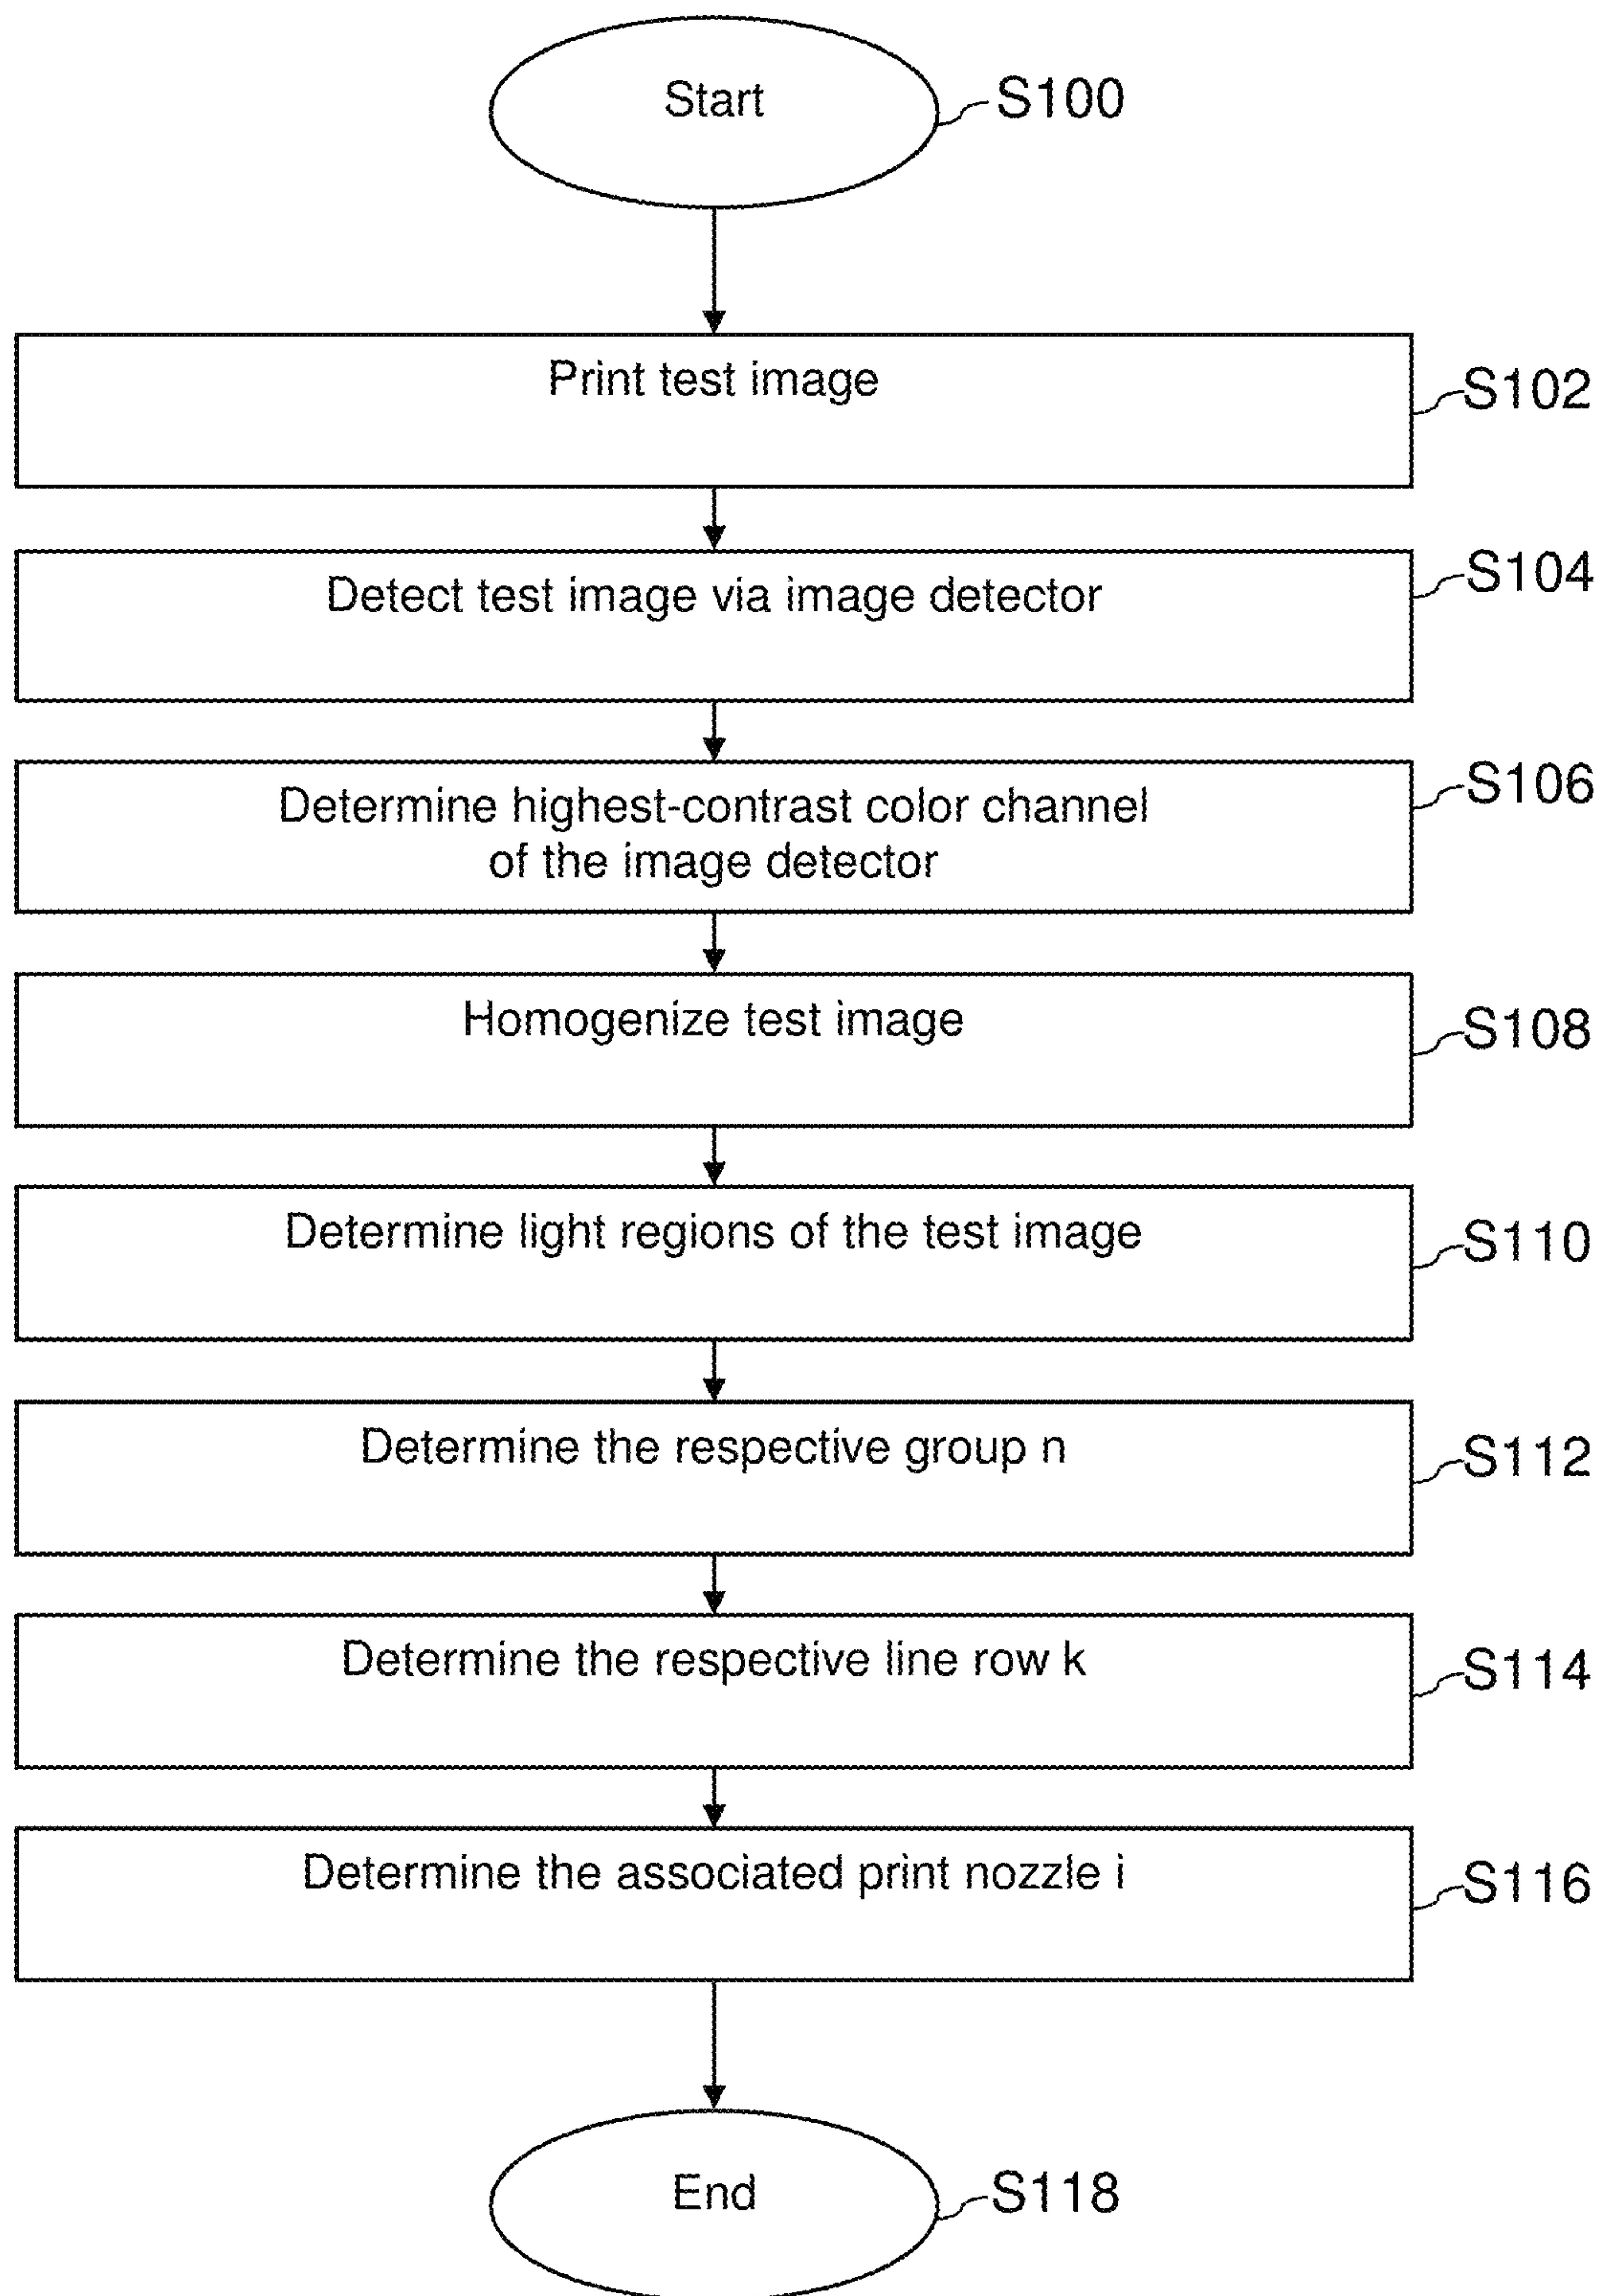 Start
S100
Print test image
S102
Detect test image via image detector
S104
Determine highest-contrast color channel
of the image detector
S106
Homogenize test image
S108
Determine light regions of the test image
S110
Determine the respective group n
S112
Determine the respective line row k
S114
Determine the associated print nozzle i
S116
End
S118